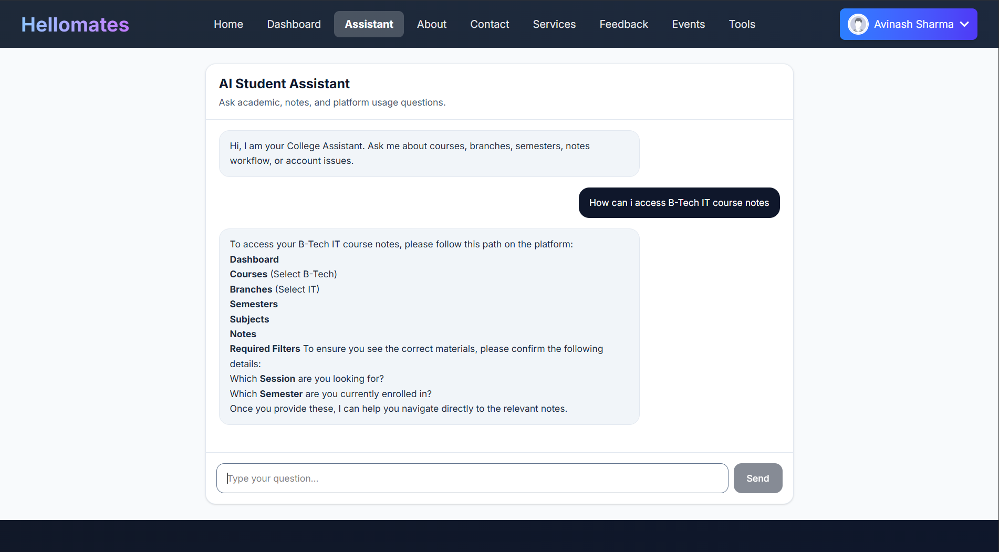 Hellomates
Home Dashboard Assistant About Contact Services Feedback Events Tools
Avinash Sharma
AI Student Assistant
Ask academic, notes, and platform usage questions.
Hi, I am your College Assistant. Ask me about courses, branches, semesters, notes
workflow, or account issues.
How can i access B-Tech IT course notes
To access your B-Tech IT course notes, please follow this path on the platform:
Dashboard
Courses (Select B-Tech)
Branches (Select IT)
Semesters
Subjects
Notes
Required Filters To ensure you see the correct materials, please confirm the following
details:
Which Session are you looking for?
Which Semester are you currently enrolled in?
Once you provide these, I can help you navigate directly to the relevant notes.
Type your question...
Send